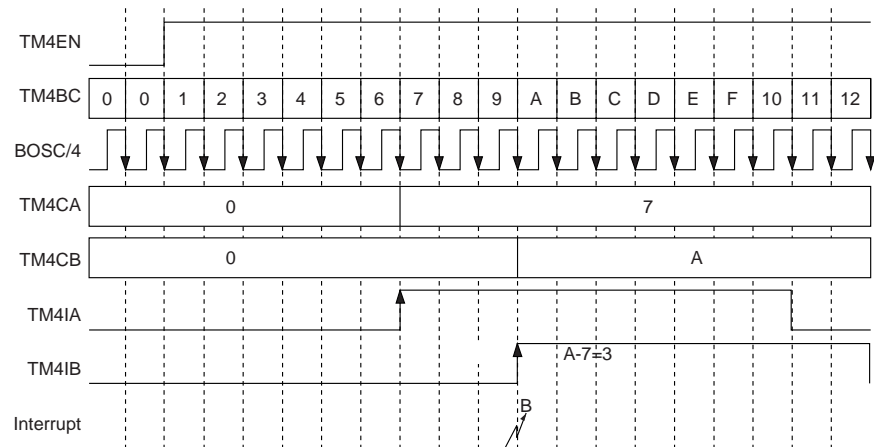 TM4EN
TM4BC 0 0 1 2 3 4 5 6 7 8 9 A B C D E F 10 11 12
BOSC/4
TM4CA 0 7
TM4CB 0 A
TM4IA
TM4IB A-7=3
B
Interrupt